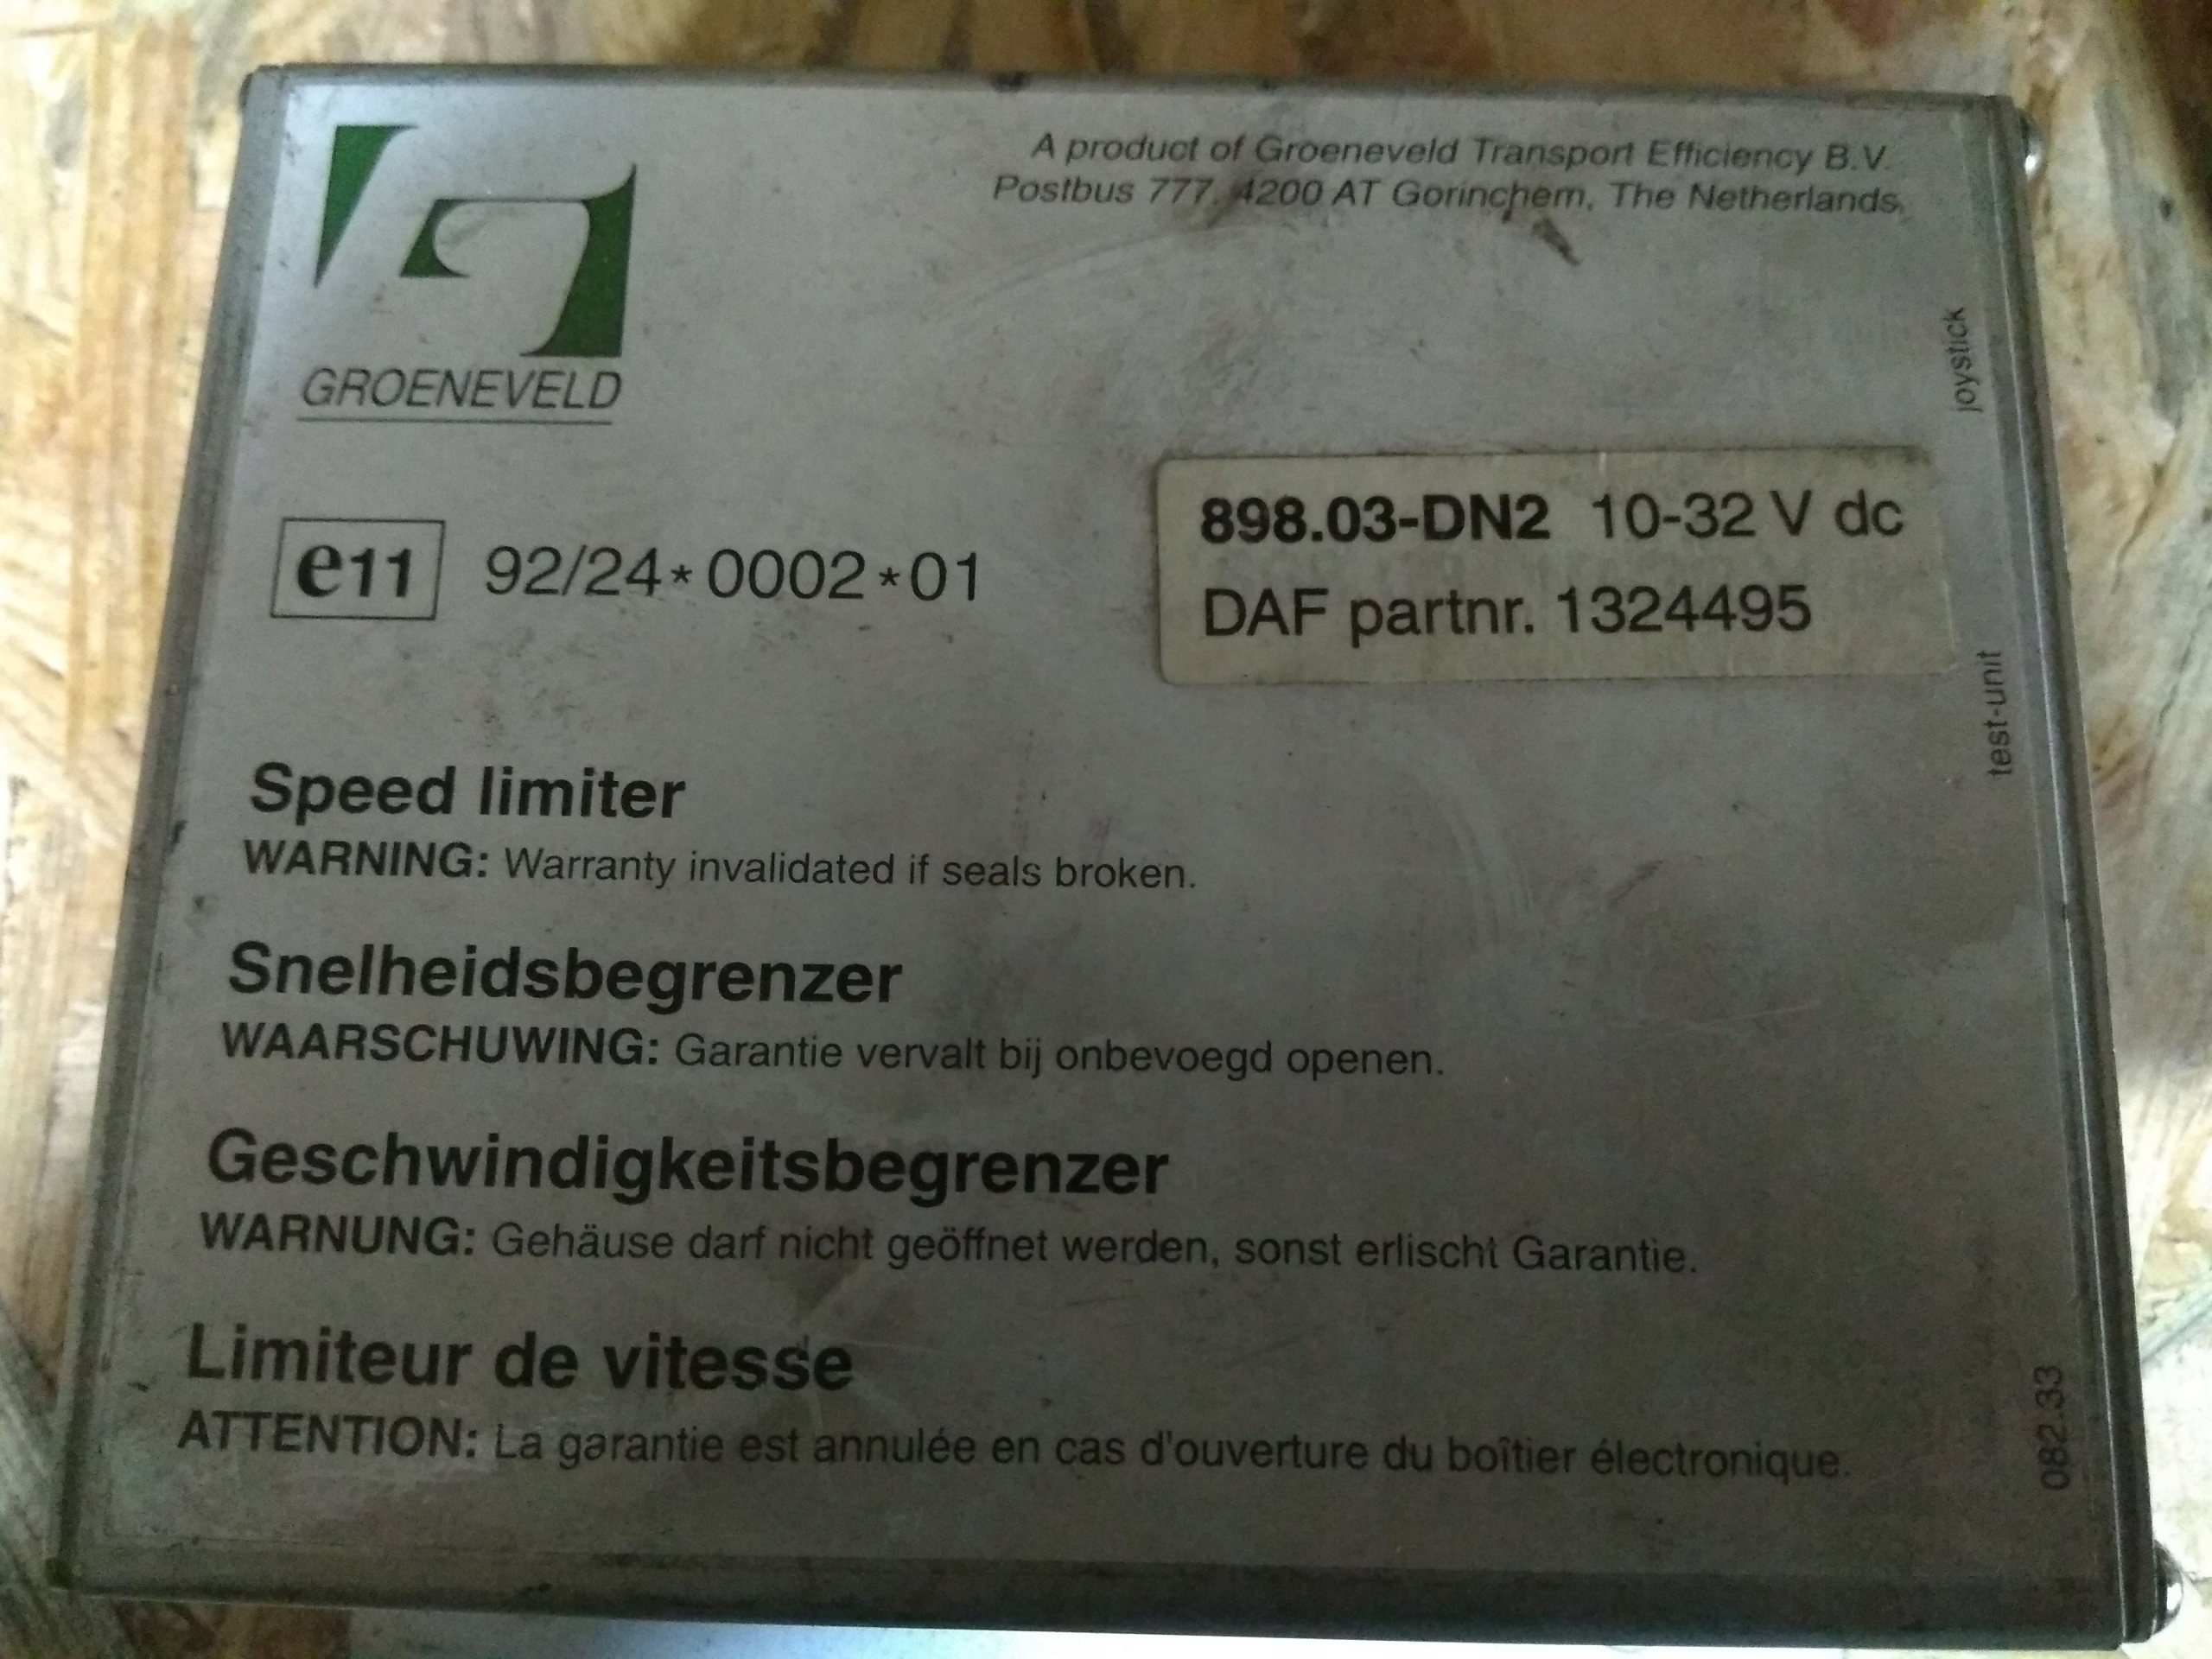 A product of Groeneveld Transport Efficiency B.V.
Postbus 777, 4200 AT Gorinchem, The Netherlands.
GROENEVELD
joystick
898.03-DN2 10-32 V dc
DAF partnr. 1324495
e11 92/24*0002*01
test-unit
Speed limiter
WARNING: Warranty invalidated if seals broken.
Snelheidsbegrenzer
WAARSCHUWING: Garantie vervalt bij onbevoegd openen.
Geschwindigkeitsbegrenzer
WARNUNG: Gehäuse darf nicht geöffnet werden, sonst erlischt Garantie.
Limiteur de vitesse
ATTENTION: La garantie est annulée en cas d'ouverture du boîtier électronique.
082.33